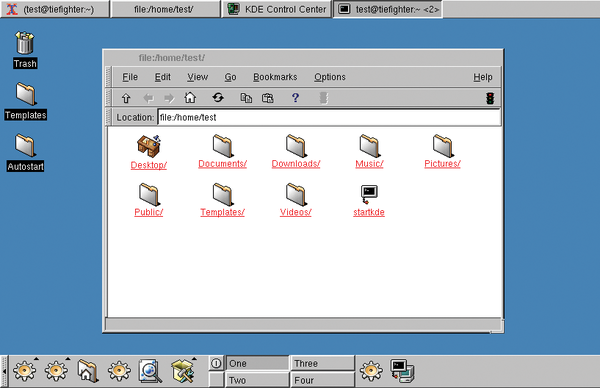 (test@tiefighter:~) file:/home/test/ KDE Control Center test@tiefighter:~ <2>
Trash
Templates
Autostart
file:/home/test/
File Edit View Go Bookmarks Options Help
Location: file:/home/test
Desktop/ Documents/ Downloads/ Music/ Pictures/
Public/ Templates/ Videos/ startkde
One Three
Two Four